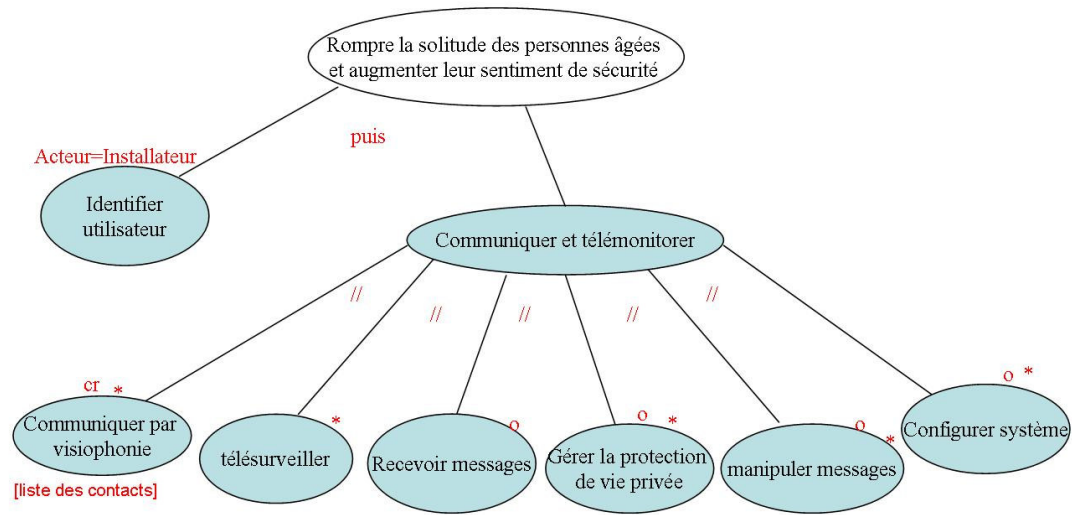 Rompre la solitude des personnes âgées
et augmenter leur sentiment de sécurité
puis
Acteur=Installateur
Identifier
utilisateur
Communiquer et télémonitorer
//
//
//
//
//
cr *
Communiquer par
visiophonie
[liste des contacts]
*
télésurveiller
o
Recevoir messages
o *
Gérer la protection
de vie privée
o *
manipuler messages
o *
Configurer système